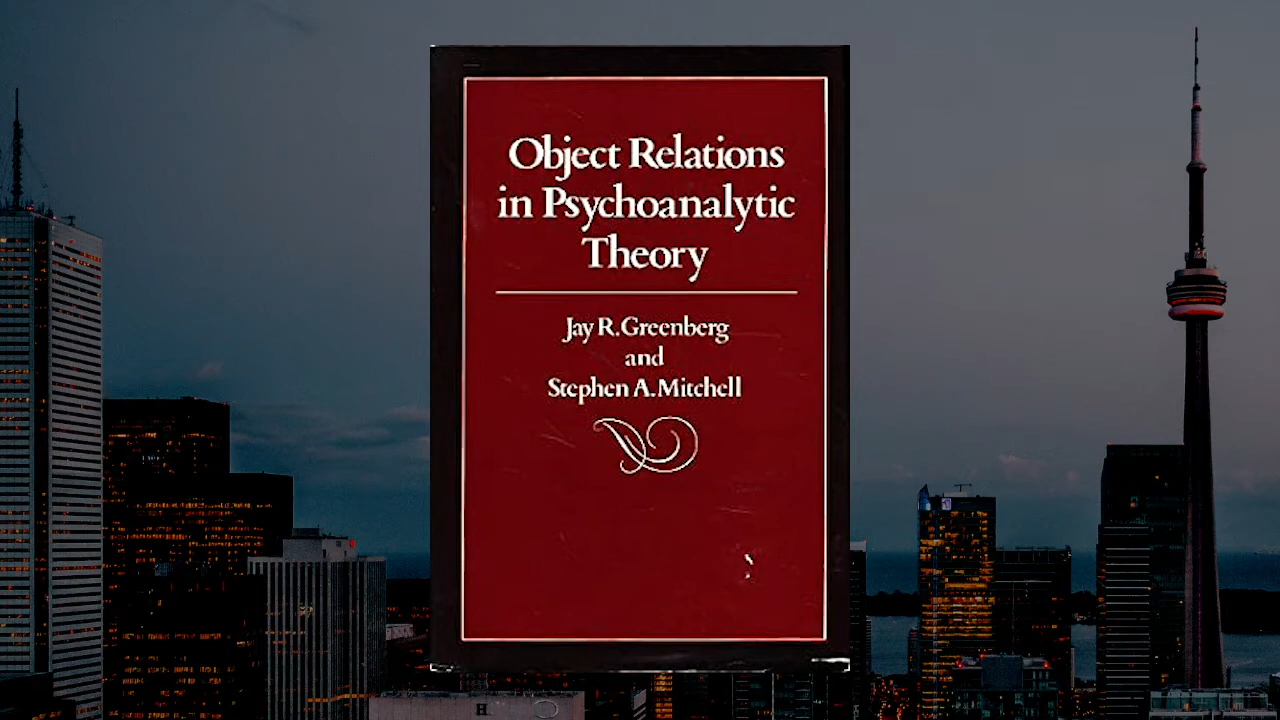 Object Relations
in Psychoanalytic
Theory
Jay R. Greenberg
and
Stephen A. Mitchell
H